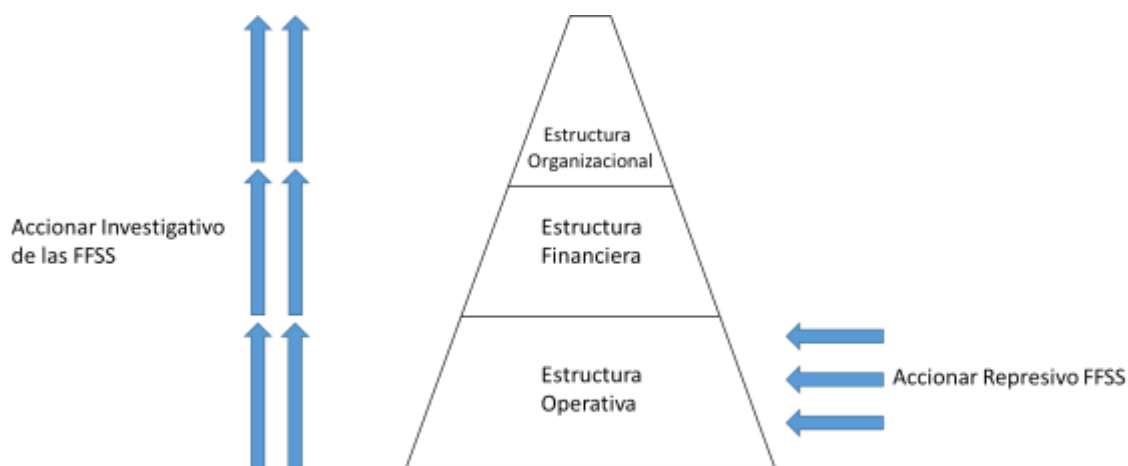 Estructura
Organizacional
Accionar Investigativo
de las FFSS
Estructura
Financiera
Estructura
Operativa
Accionar Represivo FFSS